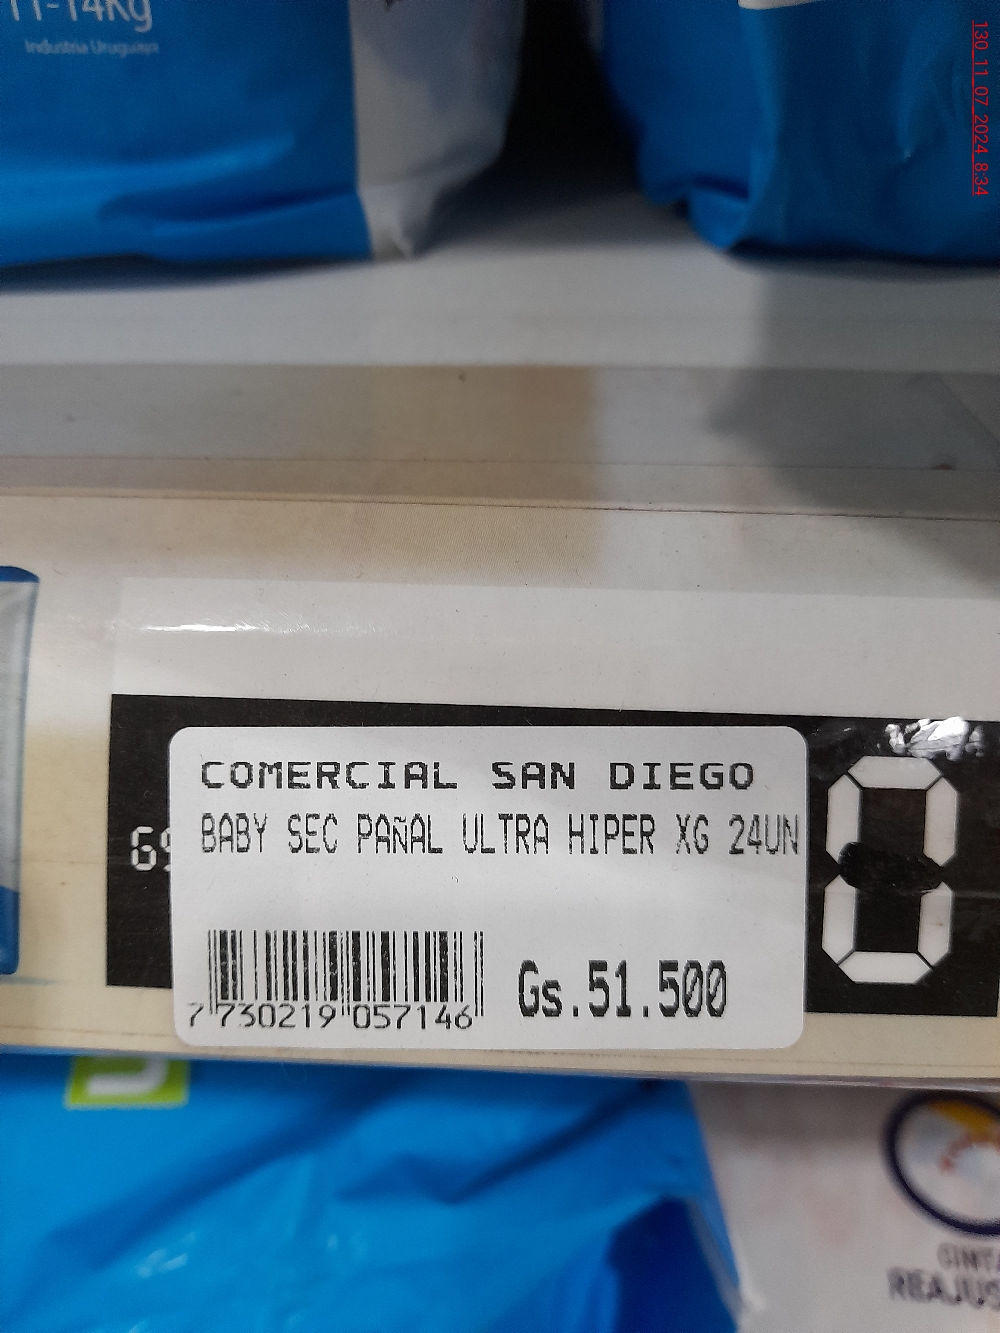 11-14Kg
Industria Uruguaya
130_11_07_2024_8:34
COMERCIAL SAN DIEGO
BABY SEC PAÑAL ULTRA HIPER XG 24UN
7 730219 057146
Gs.51.500
0